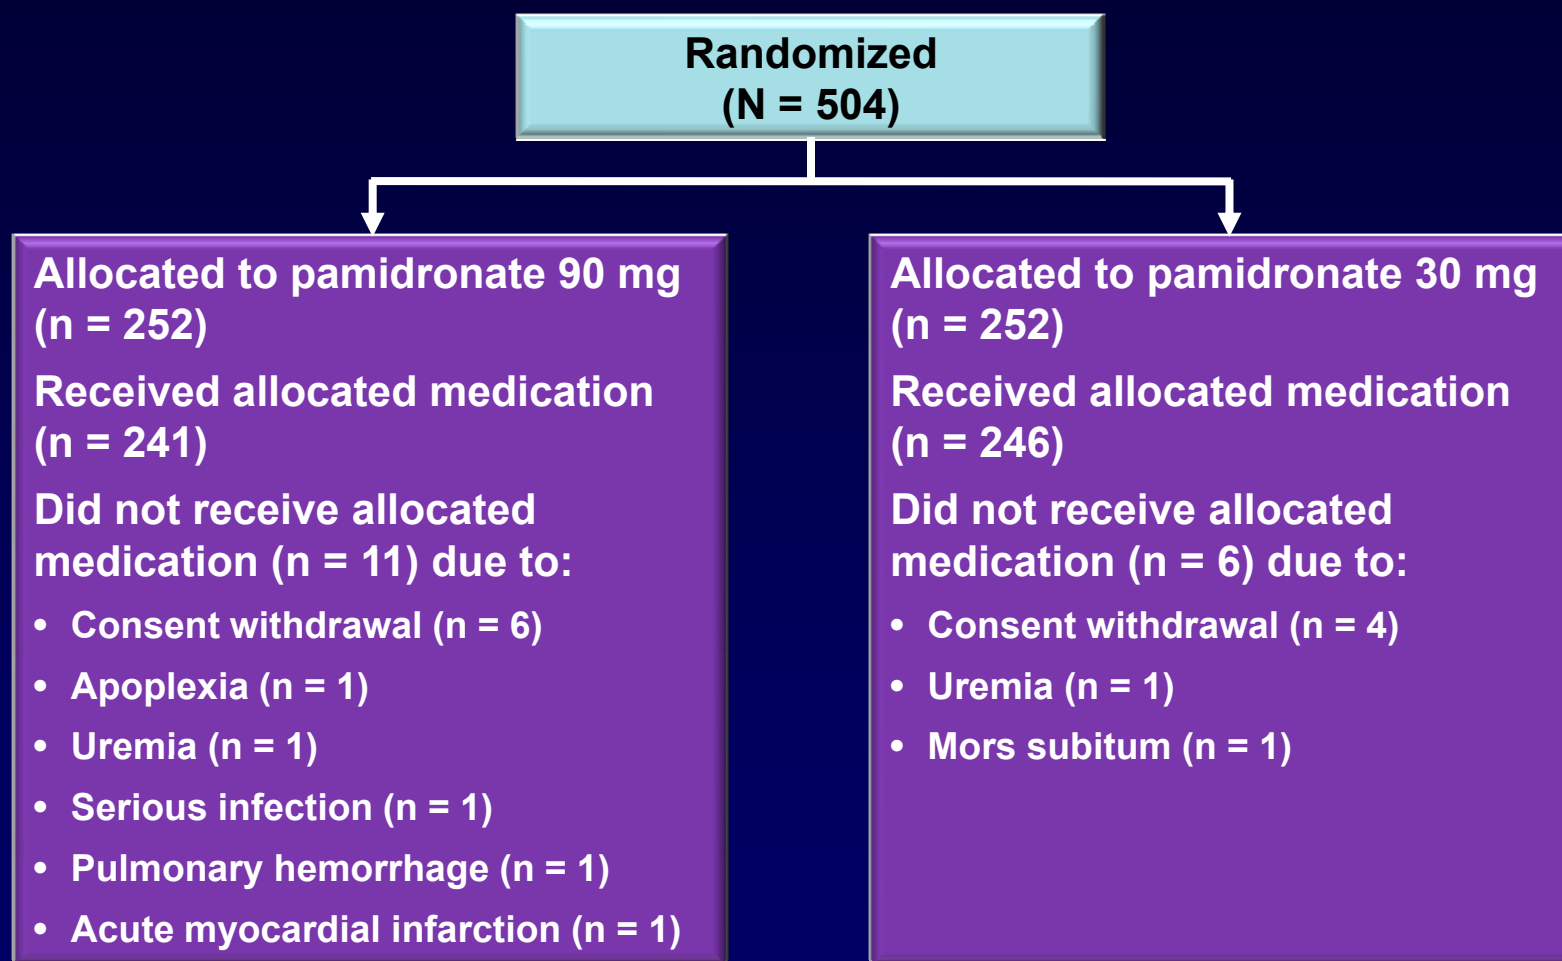 Randomized
(N = 504)
Allocated to pamidronate 90 mg
(n = 252)
Received allocated medication
(n = 241)
Did not receive allocated
medication (n = 11) due to:
• Consent withdrawal (n = 6)
• Apoplexia (n = 1)
• Uremia (n = 1)
• Serious infection (n = 1)
• Pulmonary hemorrhage (n = 1)
• Acute myocardial infarction (n = 1)
Allocated to pamidronate 30 mg
(n = 252)
Received allocated medication
(n = 246)
Did not receive allocated
medication (n = 6) due to:
• Consent withdrawal (n = 4)
• Uremia (n = 1)
• Mors subitum (n = 1)